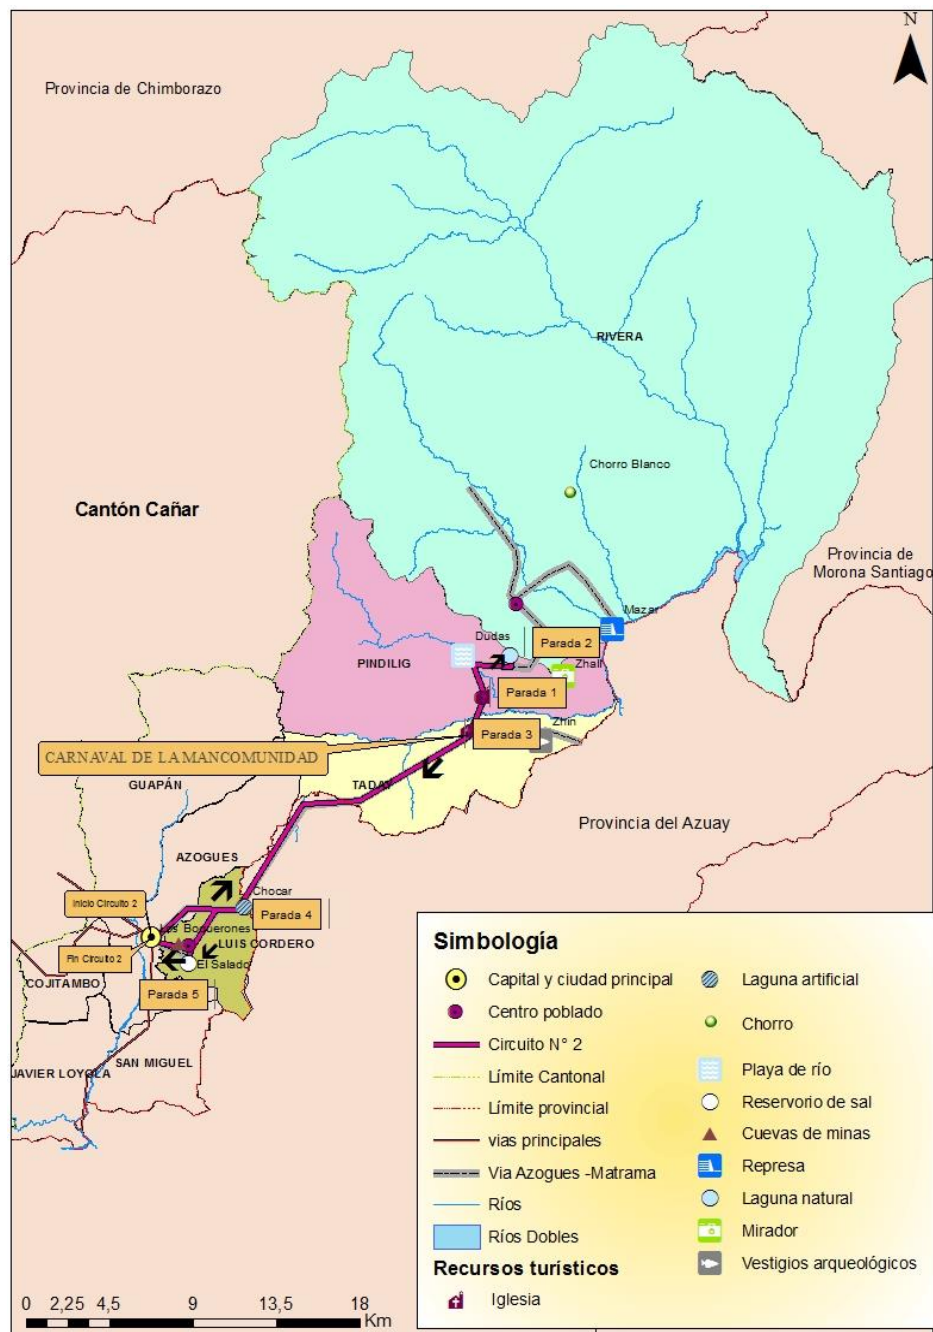 N
Provincia de Chimborazo
RIVERA
Chorro Blanco
Cantón Cañar
Provincia de
Morona Santiago
Mazar
Dudas
Parada 2
PINDILIG
Zhall
Parada 1
Zhin
Parada 3
CARNAVAL DE LA MANCOMUNIDAD
GUAPÁN
TADAY
Provincia del Azuay
AZOGUES
Chocar
Inicio Circuito 2
Parada 4
Los Boquerones
LUIS CORDERO
Fin Circuito 2
El Salado
COJITAMBO
Parada 5
SAN MIGUEL
JAVIER LOYOLA
Simbología
Capital y ciudad principal
Centro poblado
Circuito N° 2
Límite Cantonal
Límite provincial
vias principales
Via Azogues -Matrama
Ríos
Ríos Dobles
Recursos turísticos
Iglesia
Laguna artificial
Chorro
Playa de río
Reservorio de sal
Cuevas de minas
Represa
Laguna natural
Mirador
Vestigios arqueológicos
0 2,25 4,5 9 13,5 18
Km